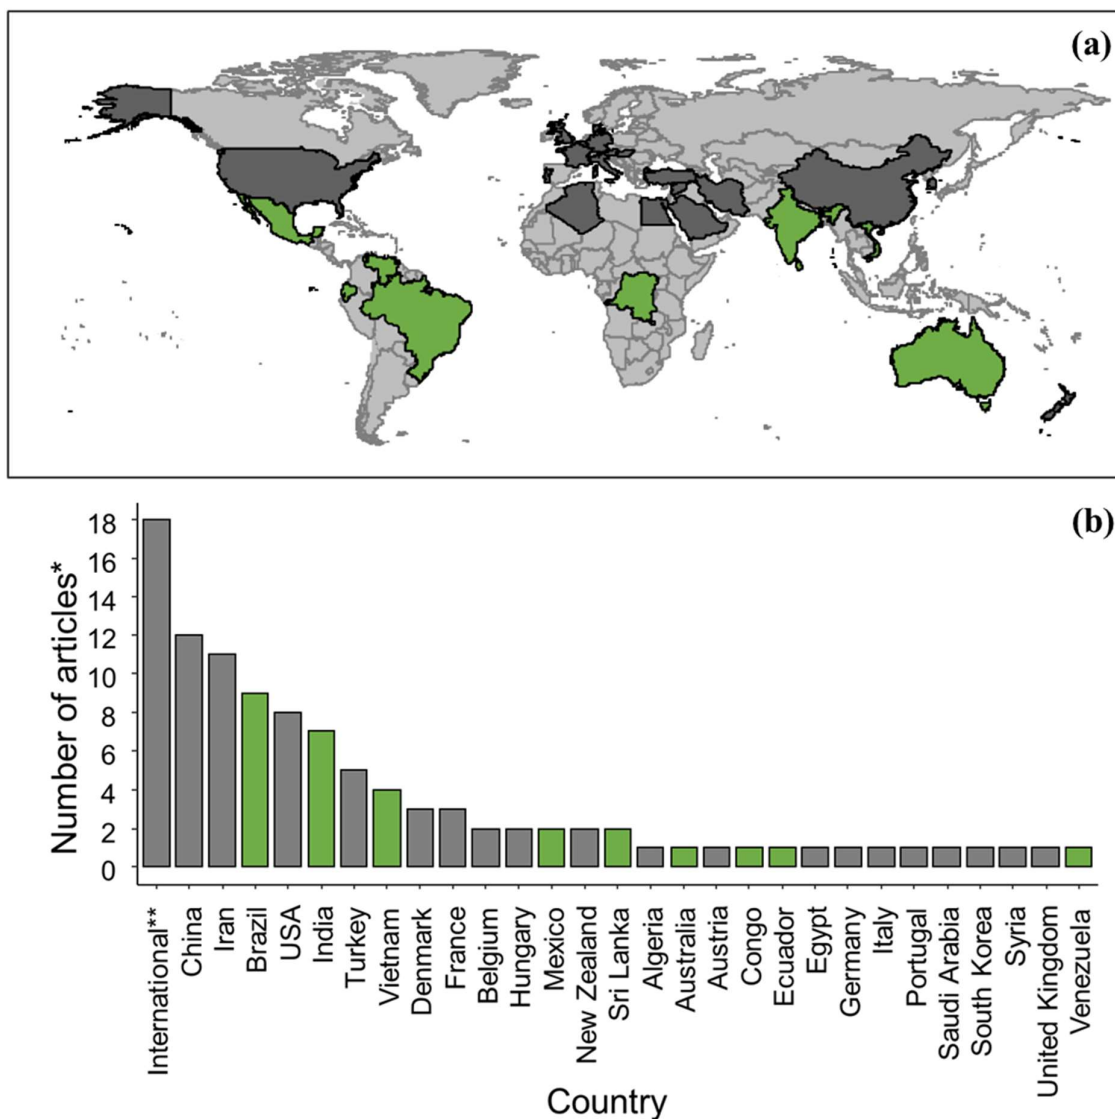 (a)
(b)
Number of articles*
18
16
14
12
10
8
6
4
2
0
International**
China
Iran
Brazil
USA
India
Turkey
Vietnam
Denmark
France
Belgium
Hungary
Mexico
New Zealand
Sri Lanka
Algeria
Australia
Austria
Congo
Ecuador
Egypt
Germany
Italy
Portugal
Saudi Arabia
South Korea
Syria
United Kingdom
Venezuela
Country